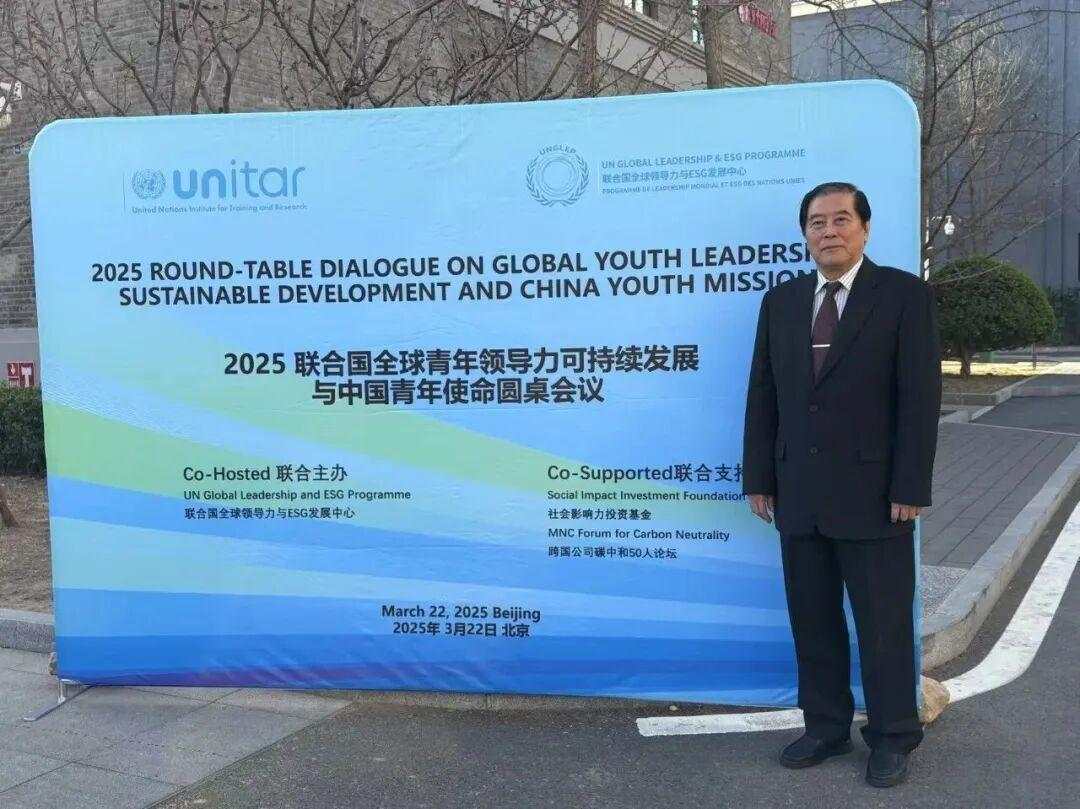 unitar
United Nations Institute for Training and Research
UNGLEP
UN GLOBAL LEADERSHIP & ESG PROGRAMME
联合国全球领导力与ESG发展中心
PROGRAMME DE LEADERSHIP MONDIAL ET ESG DES NATIONS UNIES
2025 ROUND-TABLE DIALOGUE ON GLOBAL YOUTH LEADERSHI
SUSTAINABLE DEVELOPMENT AND CHINA YOUTH MISSION
2025 联合国全球青年领导力可持续发展
与中国青年使命圆桌会议
Co-Hosted 联合主办
UN Global Leadership and ESG Programme
联合国全球领导力与ESG发展中心
Co-Supported联合支持
Social Impact Investment Foundation
社会影响力投资基金
MNC Forum for Carbon Neutrality
跨国公司碳中和50人论坛
March 22, 2025 Beijing
2025年 3月22日 北京